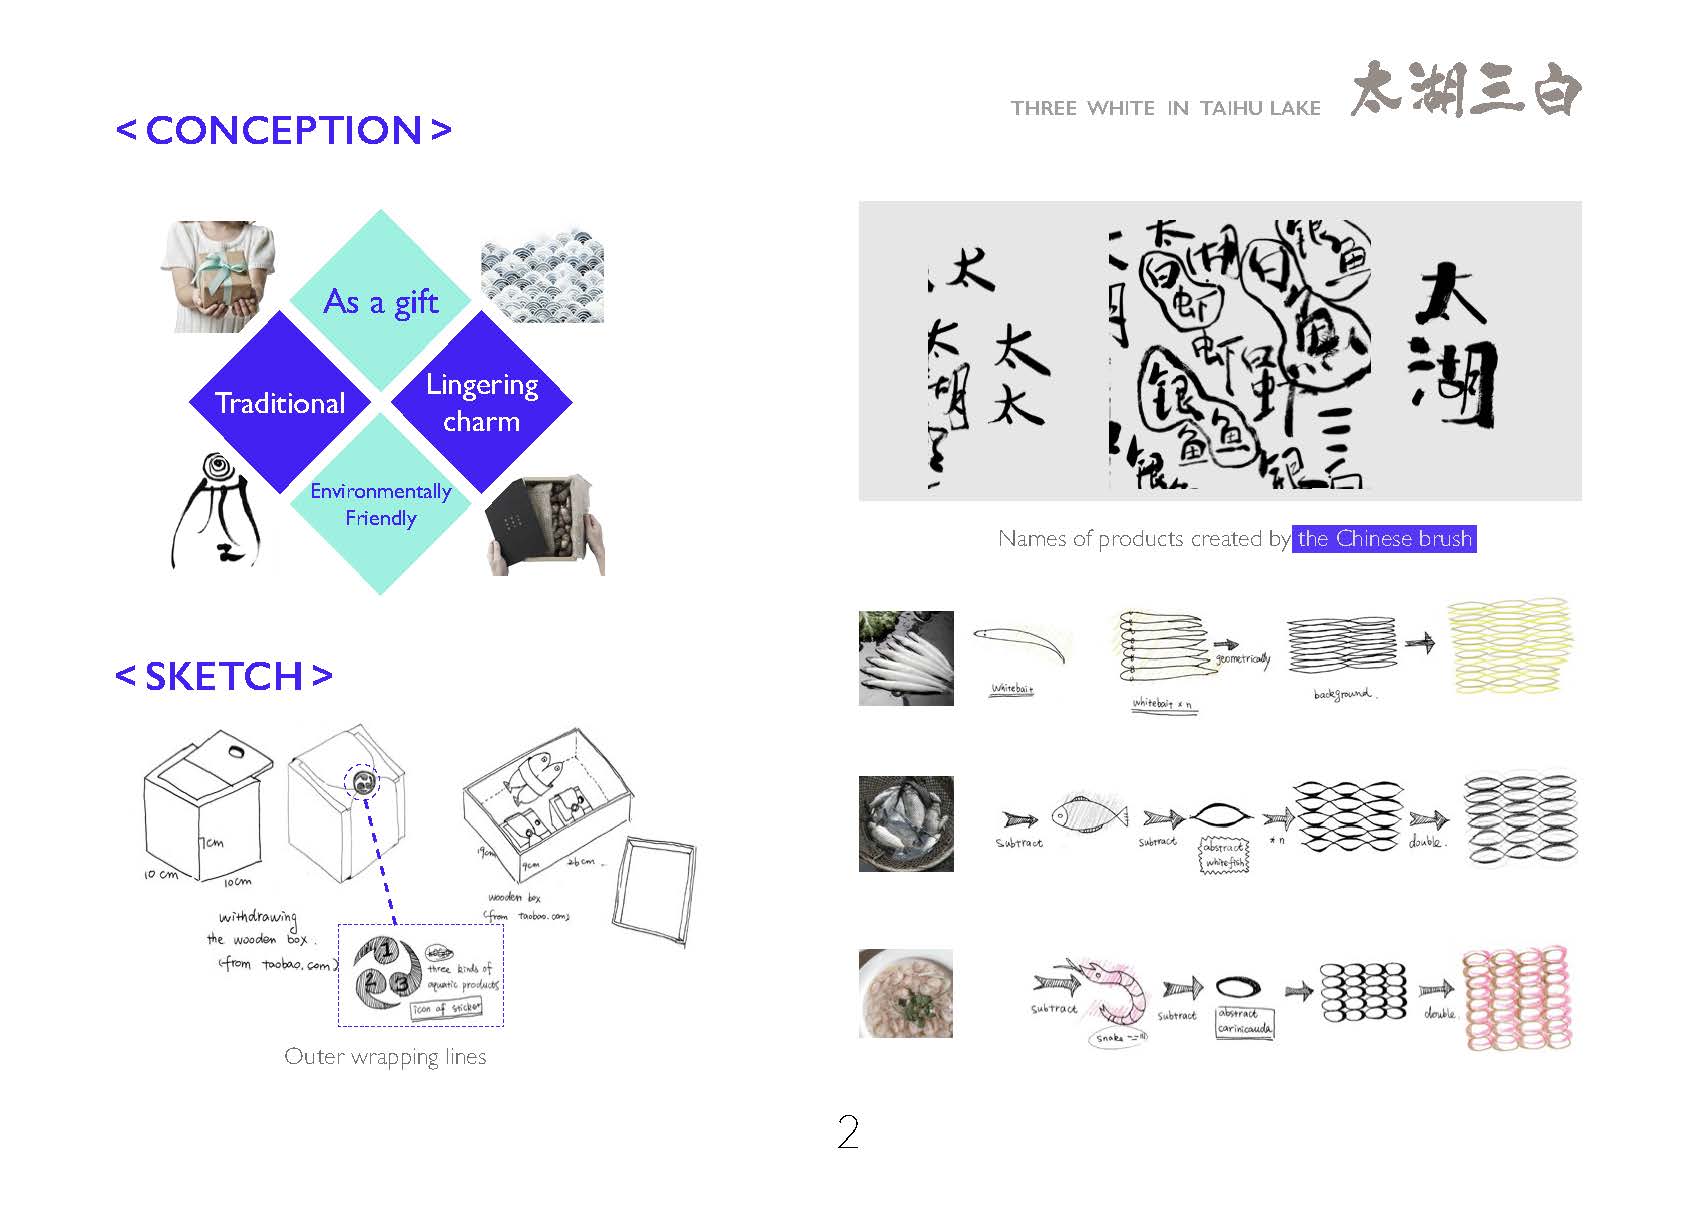 THREE WHITE IN TAIHU LAKE 太湖三白
< CONCEPTION >
As a gift
Traditional
Lingering
charm
Environmentally
Friendly
太
太
湖
太
太
太湖
白虾
银鱼
白
鱼
虾
虾
银鱼
三
银
白
银
太
湖
Names of products created by the Chinese brush
< SKETCH >
7cm
10 cm
10cm
withdrawing
the wooden box.
(from taobao.com)
19cm
9cm
26cm
wooden box
(from taobao.com)
1
2
3
three kinds of
aquatic products
icon of sticker
Outer wrapping lines
whitebait
whitebait × n
geometrically
background.
subtract
subtract
abstract
whitefish
* n
double.
subtract
snake
subtract
abstract
carinicauda
double.
2